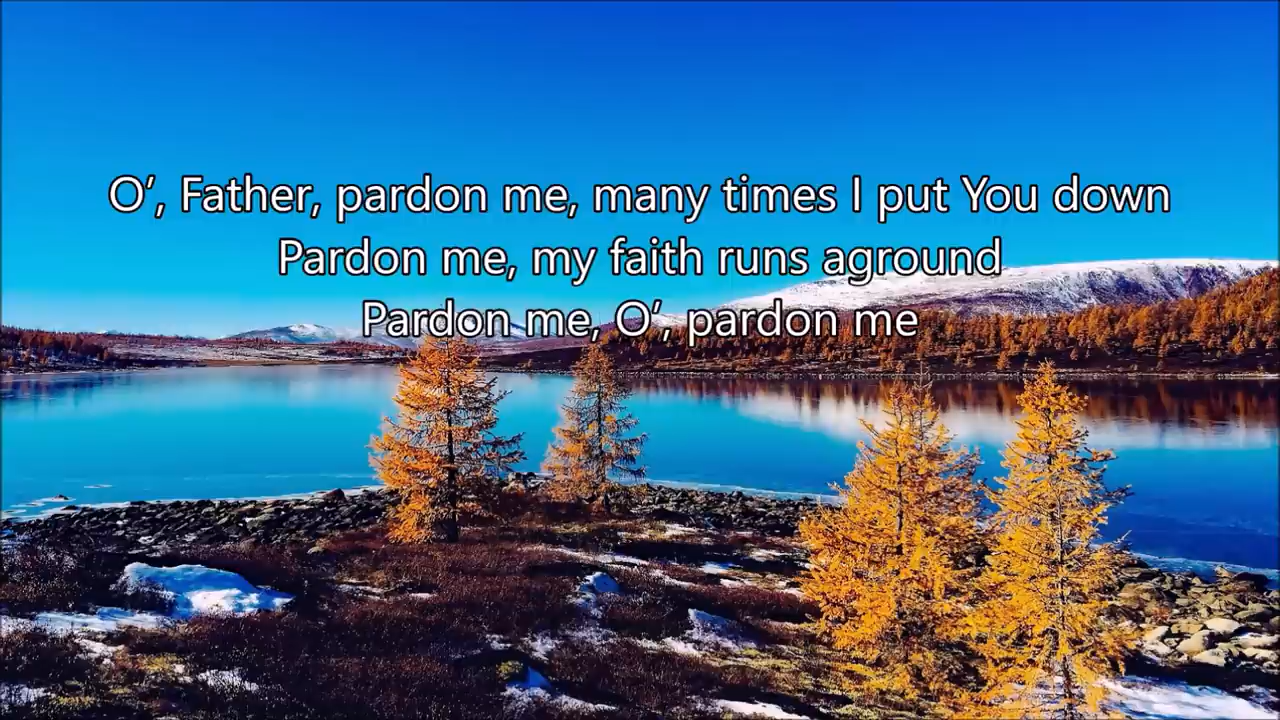 O’, Father, pardon me, many times I put You down
Pardon me, my faith runs aground
Pardon me, O’, pardon me